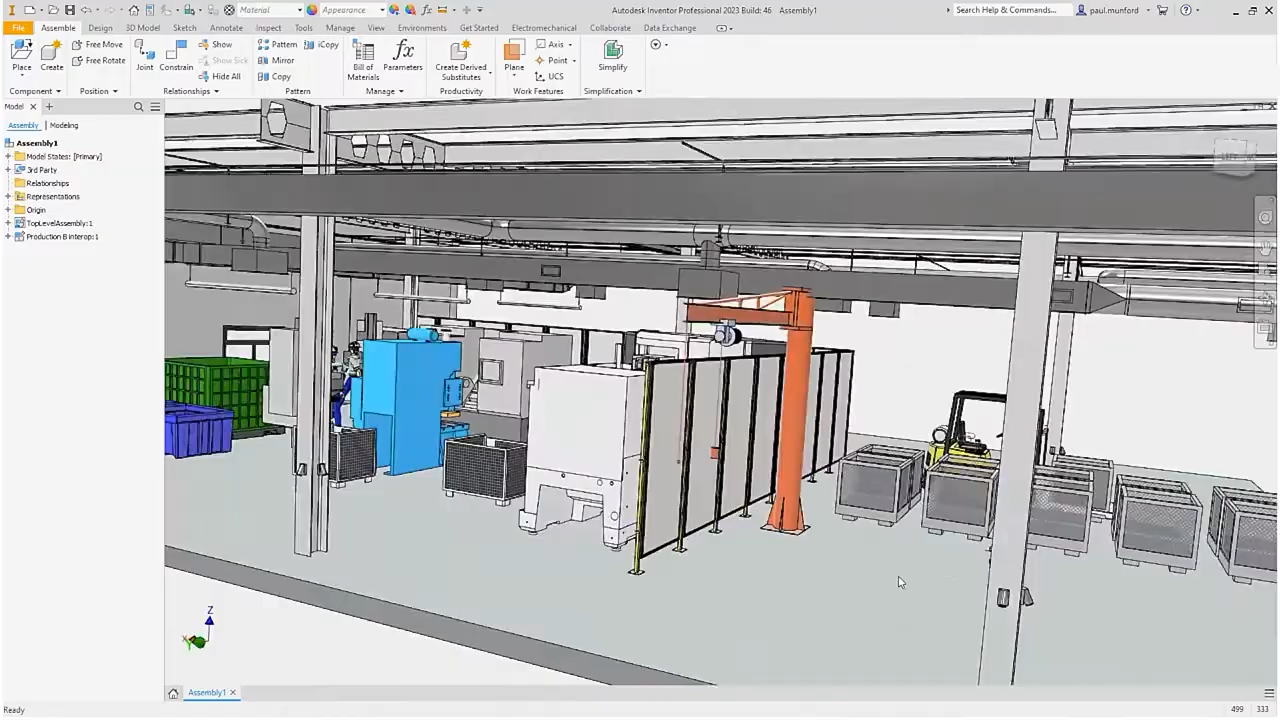 Material
Appearance
Autodesk Inventor Professional 2023 Build: 46 Assembly1
Search Help & Commands...
paul.munford
File Assemble Design 3D Model Sketch Annotate Inspect Tools Manage View Environments Get Started Electromechanical Collaborate Data Exchange
Place
Create
Free Move
Free Rotate
Component
Position
Joint
Constrain
Show
Show Sick
Hide All
Relationships
Pattern
iCopy
Mirror
Copy
Pattern
Bill of
Materials
fx
Parameters
Manage
Create Derived
Substitutes
Productivity
Plane
Axis
Point
UCS
Work Features
Simplify
Simplification
Model
Assembly Modeling
Assembly1
Model States: [Primary]
3rd Party
Relationships
Representations
Origin
TopLevelAssembly:1
Production B interop:1
Z
Assembly1
Ready
499 333